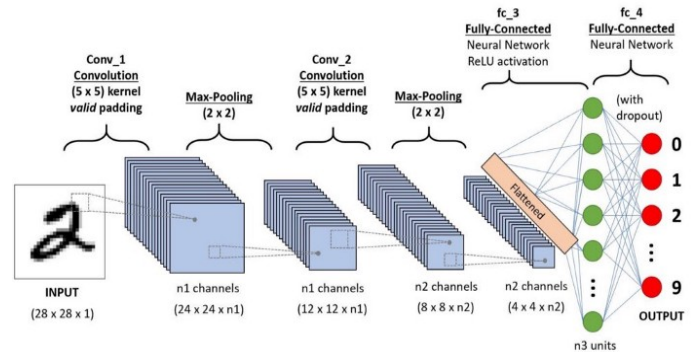 fc_3
Fully-Connected
Neural Network
ReLU activation
fc_4
Fully-Connected
Neural Network
Conv_1
Convolution
(5 x 5) kernel
valid padding
Max-Pooling
(2 x 2)
Conv_2
Convolution
(5 x 5) kernel
valid padding
Max-Pooling
(2 x 2)
(with
dropout)
Flattened
0
1
2
9
2
INPUT
(28 x 28 x 1)
n1 channels
(24 x 24 x n1)
n1 channels
(12 x 12 x n1)
n2 channels
(8 x 8 x n2)
n2 channels
(4 x 4 x n2)
n3 units
OUTPUT